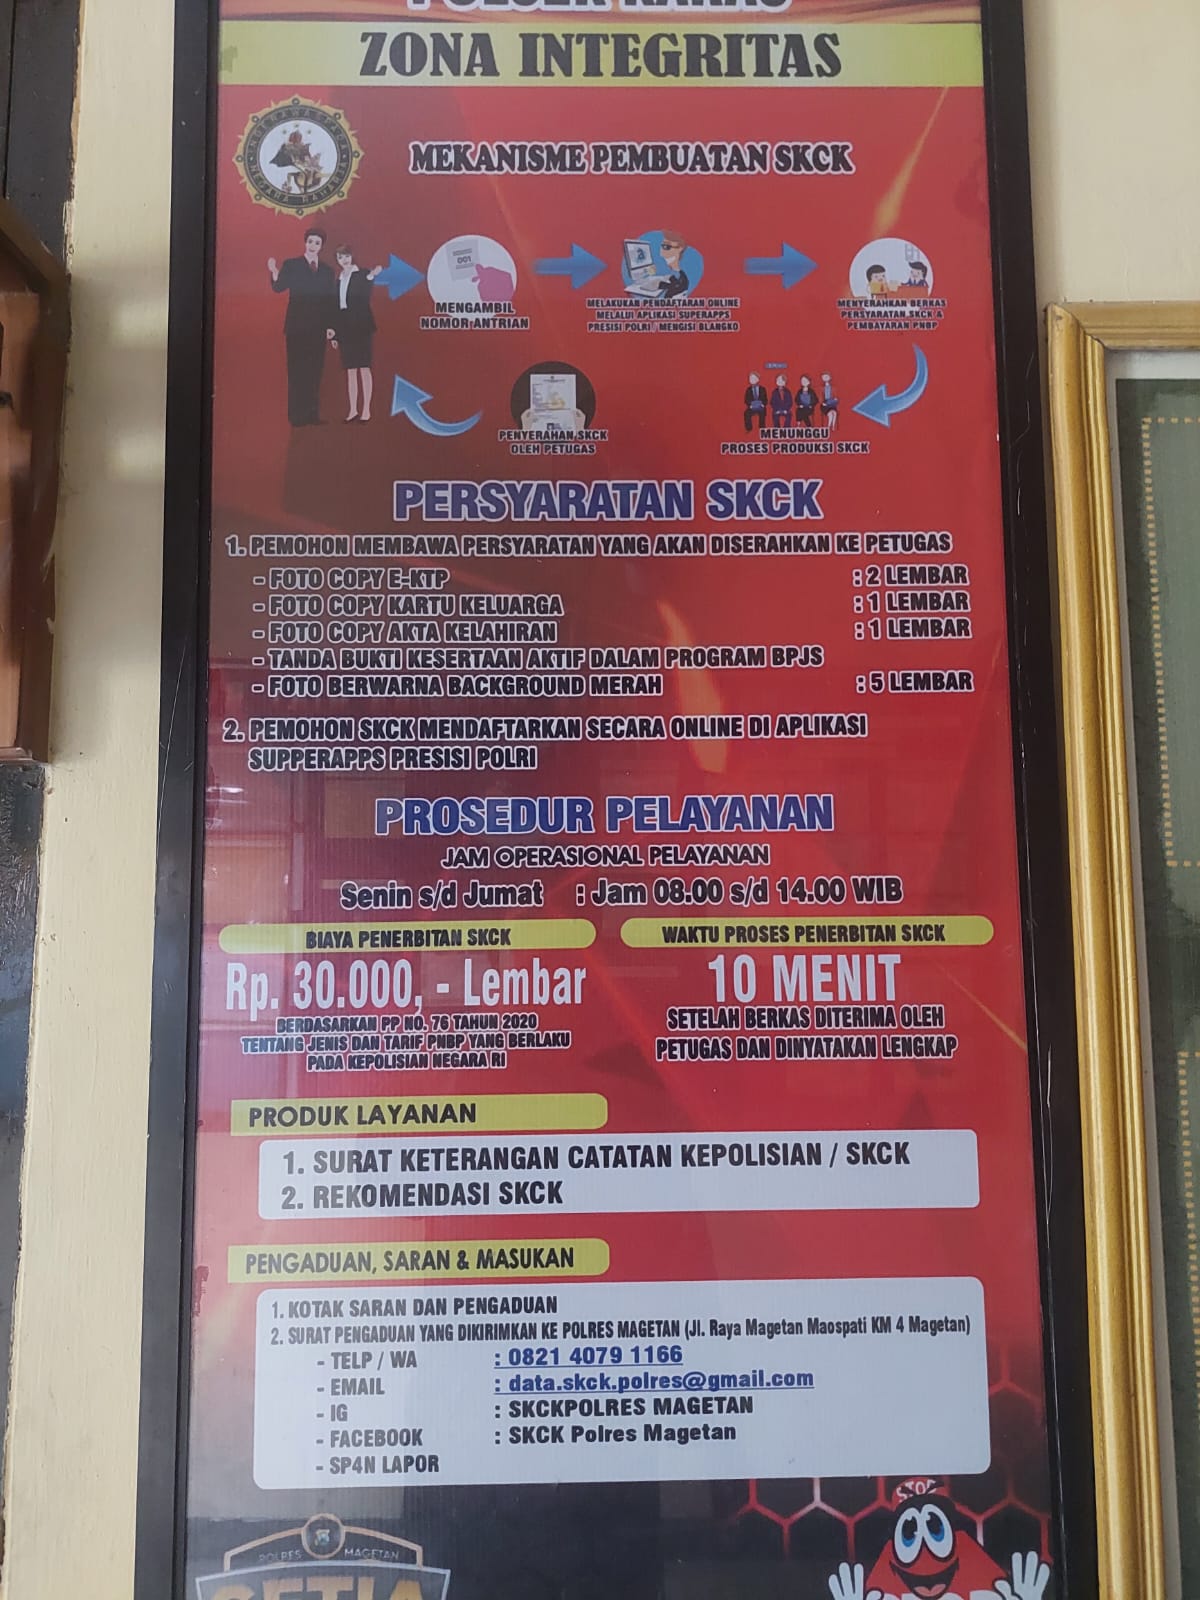 ZONA INTEGRITAS
MEKANISME PEMBUATAN SKCK
001
MENGAMBIL
NOMOR ANTRIAN
MELAKUKAN PENDAFTARAN ONLINE
MELALUI APLIKASI SUPERAPPS
PRESISI POLRI / MENGISI BLANGKO
MENYERAHKAN BERKAS
PERSYARATAN SKCK &
PEMBAYARAN PNBP
MENUNGGU
PROSES PRODUKSI SKCK
PENYERAHAN SKCK
OLEH PETUGAS
PERSYARATAN SKCK
1. PEMOHON MEMBAWA PERSYARATAN YANG AKAN DISERAHKAN KE PETUGAS
- FOTO COPY E-KTP : 2 LEMBAR
- FOTO COPY KARTU KELUARGA : 1 LEMBAR
- FOTO COPY AKTA KELAHIRAN : 1 LEMBAR
- TANDA BUKTI KESERTAAN AKTIF DALAM PROGRAM BPJS
- FOTO BERWARNA BACKGROUND MERAH : 5 LEMBAR
2. PEMOHON SKCK MENDAFTARKAN SECARA ONLINE DI APLIKASI
SUPPERAPPS PRESISI POLRI
PROSEDUR PELAYANAN
JAM OPERASIONAL PELAYANAN
Senin s/d Jumat : Jam 08.00 s/d 14.00 WIB
BIAYA PENERBITAN SKCK
Rp. 30.000, - Lembar
BERDASARKAN PP NO. 76 TAHUN 2020
TENTANG JENIS DAN TARIF PNBP YANG BERLAKU
PADA KEPOLISIAN NEGARA RI
WAKTU PROSES PENERBITAN SKCK
10 MENIT
SETELAH BERKAS DITERIMA OLEH
PETUGAS DAN DINYATAKAN LENGKAP
PRODUK LAYANAN
1. SURAT KETERANGAN CATATAN KEPOLISIAN / SKCK
2. REKOMENDASI SKCK
PENGADUAN, SARAN & MASUKAN
1. KOTAK SARAN DAN PENGADUAN
2. SURAT PENGADUAN YANG DIKIRIMKAN KE POLRES MAGETAN (Jl. Raya Magetan Maospati KM 4 Magetan)
- TELP / WA : 0821 4079 1166
- EMAIL : data.skck.polres@gmail.com
- IG : SKCKPOLRES MAGETAN
- FACEBOOK : SKCK Polres Magetan
- SP4N LAPOR
POLRES MAGETAN
SETIA
STOP